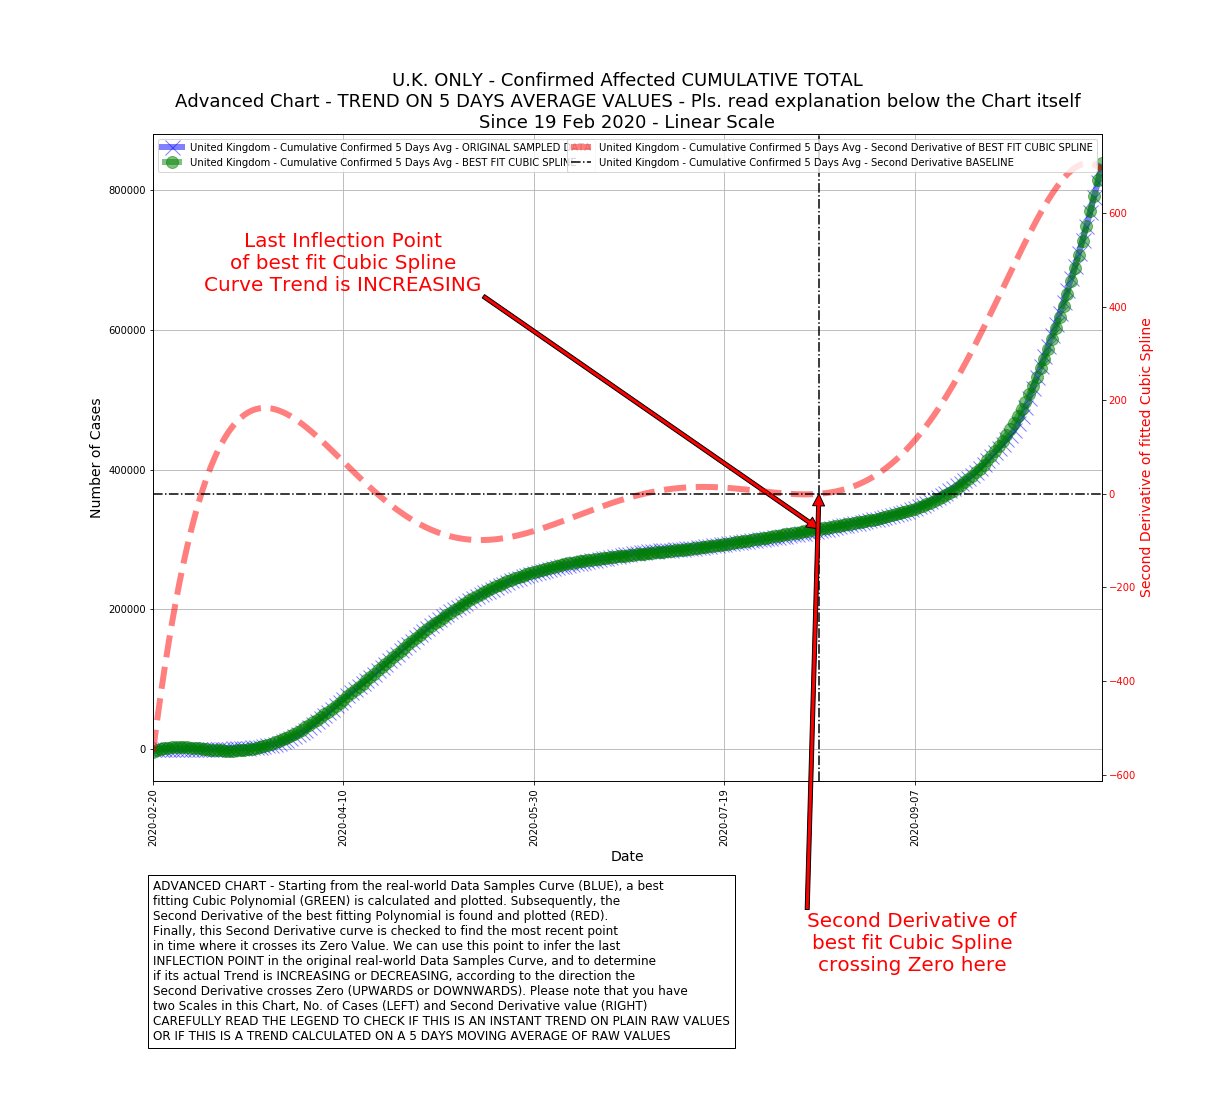 U.K. ONLY - Confirmed Affected CUMULATIVE TOTAL
Advanced Chart - TREND ON 5 DAYS AVERAGE VALUES - Pls. read explanation below the Chart itself
Since 19 Feb 2020 - Linear Scale
United Kingdom - Cumulative Confirmed 5 Days Avg - ORIGINAL SAMPLED DATA
United Kingdom - Cumulative Confirmed 5 Days Avg - BEST FIT CUBIC SPLINE
United Kingdom - Cumulative Confirmed 5 Days Avg - Second Derivative of BEST FIT CUBIC SPLINE
United Kingdom - Cumulative Confirmed 5 Days Avg - Second Derivative BASELINE
Last Inflection Point
of best fit Cubic Spline
Curve Trend is INCREASING
Number of Cases
800000
600000
400000
200000
0
600
400
200
0
−200
−400
−600
Second Derivative of fitted Cubic Spline
2020-02-20
2020-04-10
2020-05-30
2020-07-19
2020-09-07
Date
ADVANCED CHART - Starting from the real-world Data Samples Curve (BLUE), a best
fitting Cubic Polynomial (GREEN) is calculated and plotted. Subsequently, the
Second Derivative of the best fitting Polynomial is found and plotted (RED).
Finally, this Second Derivative curve is checked to find the most recent point
in time where it crosses its Zero Value. We can use this point to infer the last
INFLECTION POINT in the original real-world Data Samples Curve, and to determine
if its actual Trend is INCREASING or DECREASING, according to the direction the
Second Derivative crosses Zero (UPWARDS or DOWNWARDS). Please note that you have
two Scales in this Chart, No. of Cases (LEFT) and Second Derivative value (RIGHT)
CAREFULLY READ THE LEGEND TO CHECK IF THIS IS AN INSTANT TREND ON PLAIN RAW VALUES
OR IF THIS IS A TREND CALCULATED ON A 5 DAYS MOVING AVERAGE OF RAW VALUES
Second Derivative of
best fit Cubic Spline
crossing Zero here